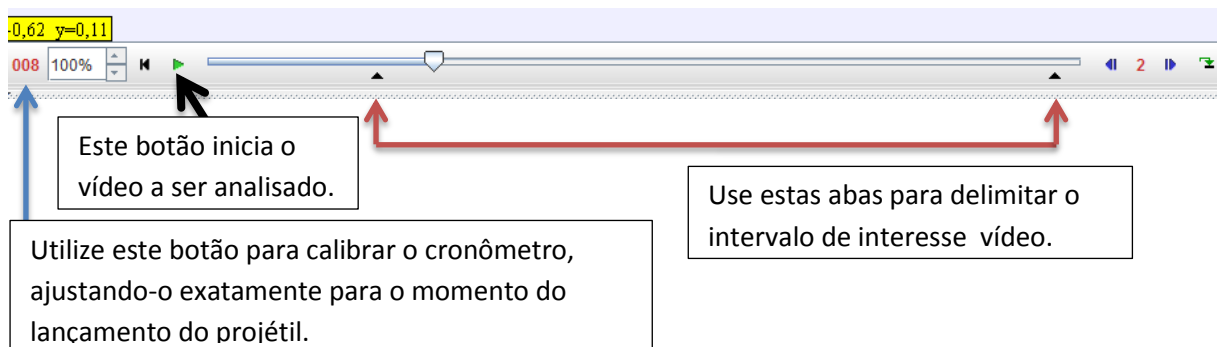 -0,62 y=0,11
008 100% 2
Este botão inicia o
vídeo a ser analisado.
Use estas abas para delimitar o
intervalo de interesse vídeo.
Utilize este botão para calibrar o cronômetro,
ajustando-o exatamente para o momento do
lançamento do projétil.